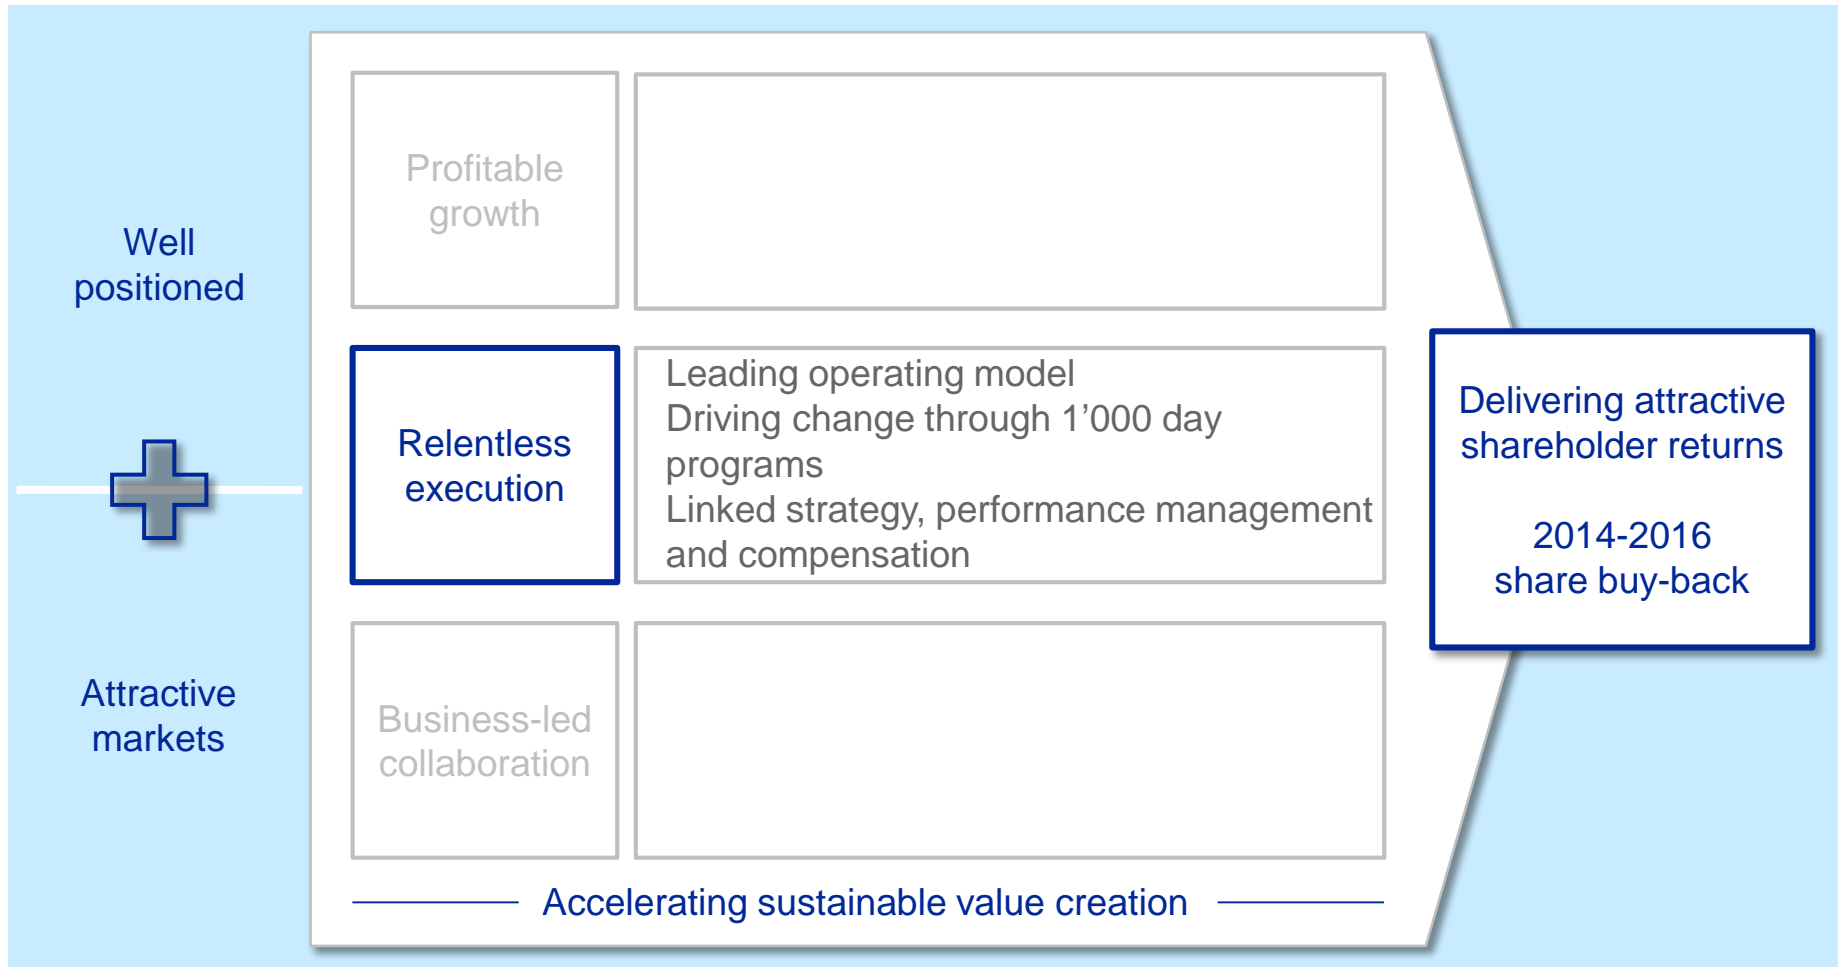 Well
positioned
Attractive
markets
Profitable
growth
Relentless
execution
Leading operating model
Driving change through 1’000 day
programs
Linked strategy, performance management
and compensation
Business-led
collaboration
Accelerating sustainable value creation
Delivering attractive
shareholder returns
2014-2016
share buy-back